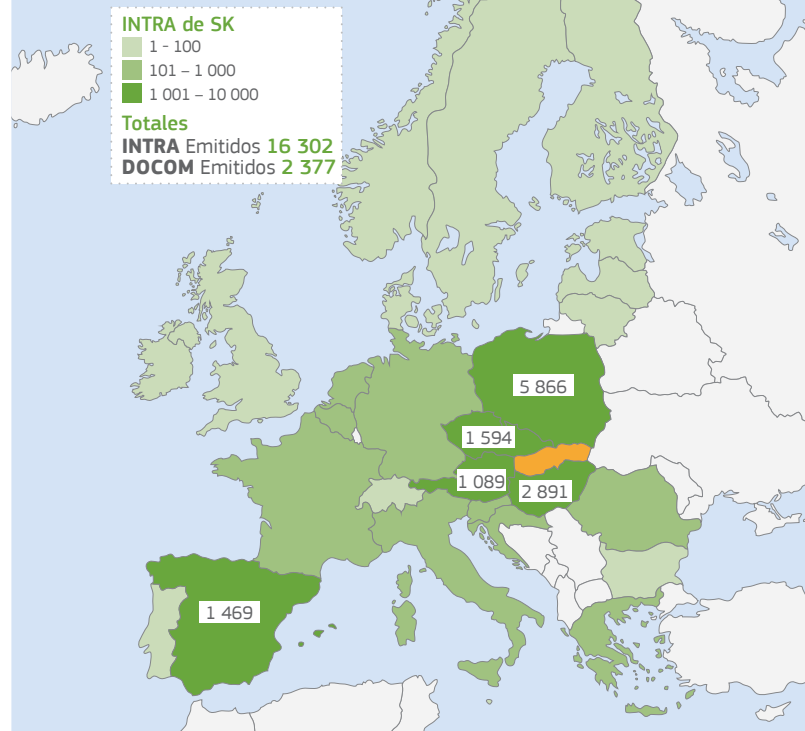 INTRA de SK
1 - 100
101 – 1 000
1 001 – 10 000
Totales
INTRA Emitidos 16 302
DOCOM Emitidos 2 377
5 866
1 594
1 089
2 891
1 469